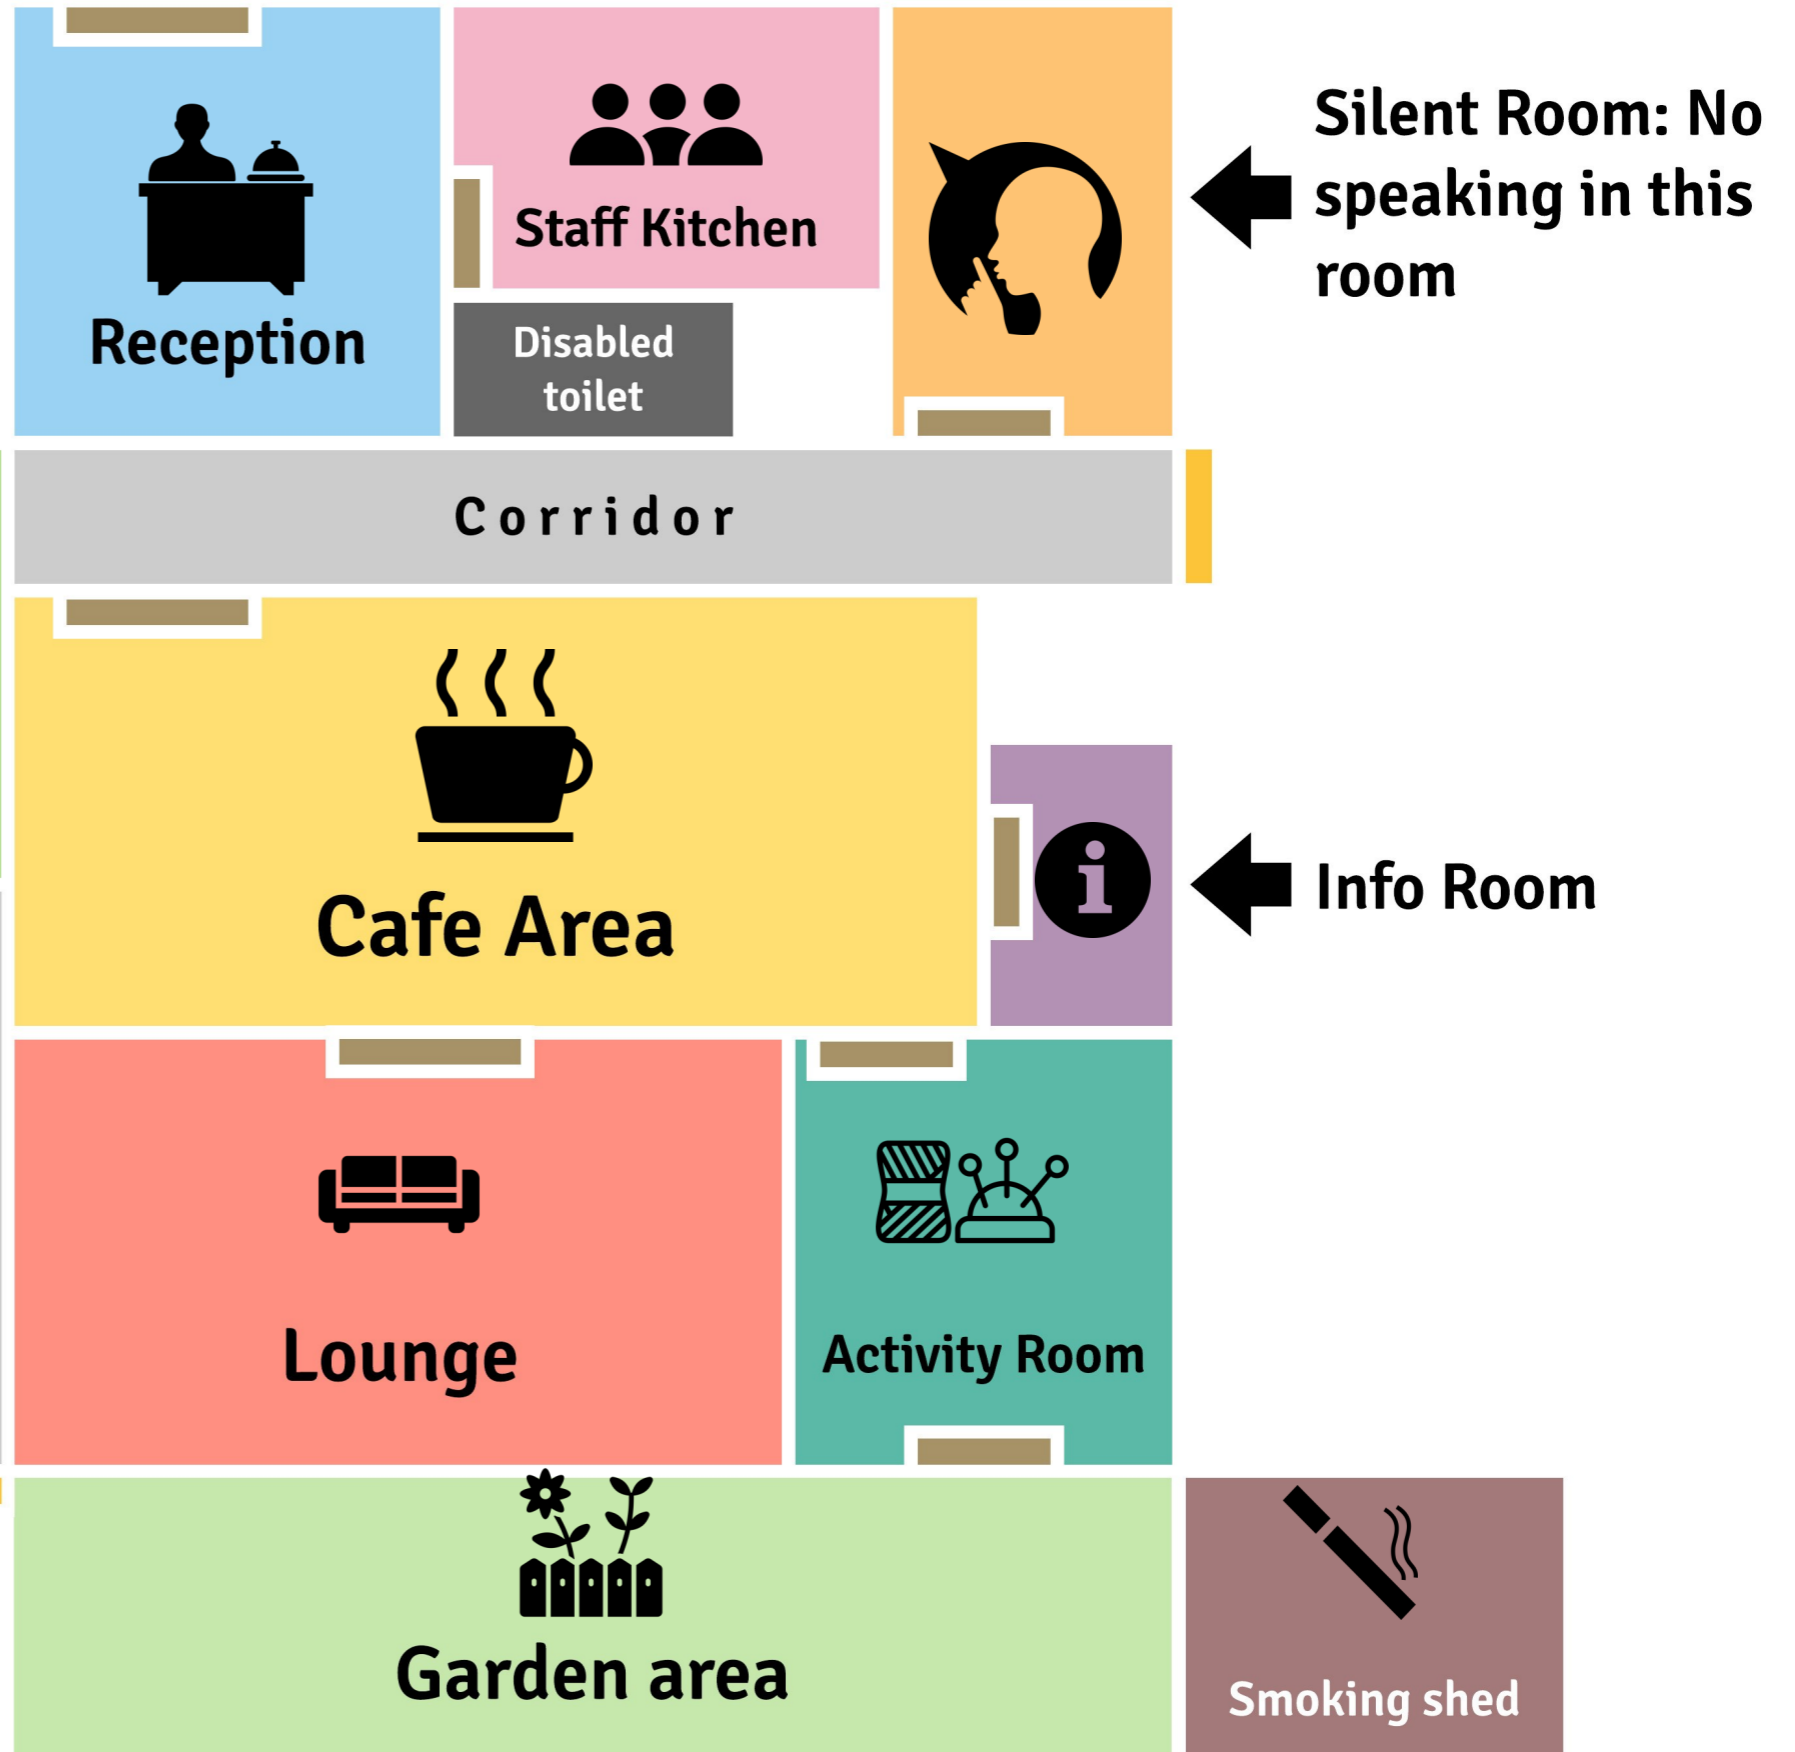 Silent Room: No
speaking in this
room
Staff Kitchen
Reception
Disabled
toilet
Corridor
Cafe Area
i
Info Room
Lounge
Activity Room
Garden area
Smoking shed